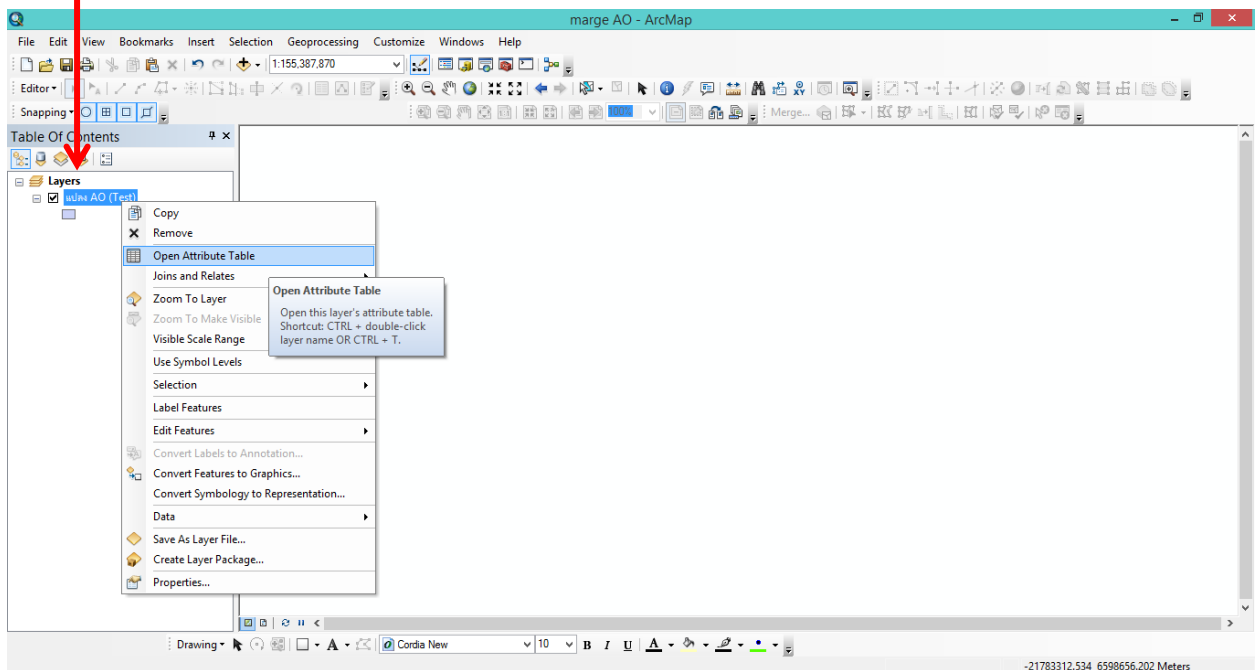 marge AO - ArcMap
File Edit View Bookmarks Insert Selection Geoprocessing Customize Windows Help
1:155,387,870
Editor
Snapping
100%
Merge...
Table Of Contents
Layers
แปลง AO (Test)
Copy
Remove
Open Attribute Table
Joins and Relates
Open Attribute Table
Zoom To Layer
Open this layer's attribute table.
Zoom To Make Visible
Shortcut: CTRL + double-click
Visible Scale Range
layer name OR CTRL + T.
Use Symbol Levels
Selection
Label Features
Edit Features
Convert Labels to Annotation...
Convert Features to Graphics...
Convert Symbology to Representation...
Data
Save As Layer File...
Create Layer Package...
Properties...
Drawing A Cordia New 10 B I U A
-21783312.534 6598656.202 Meters